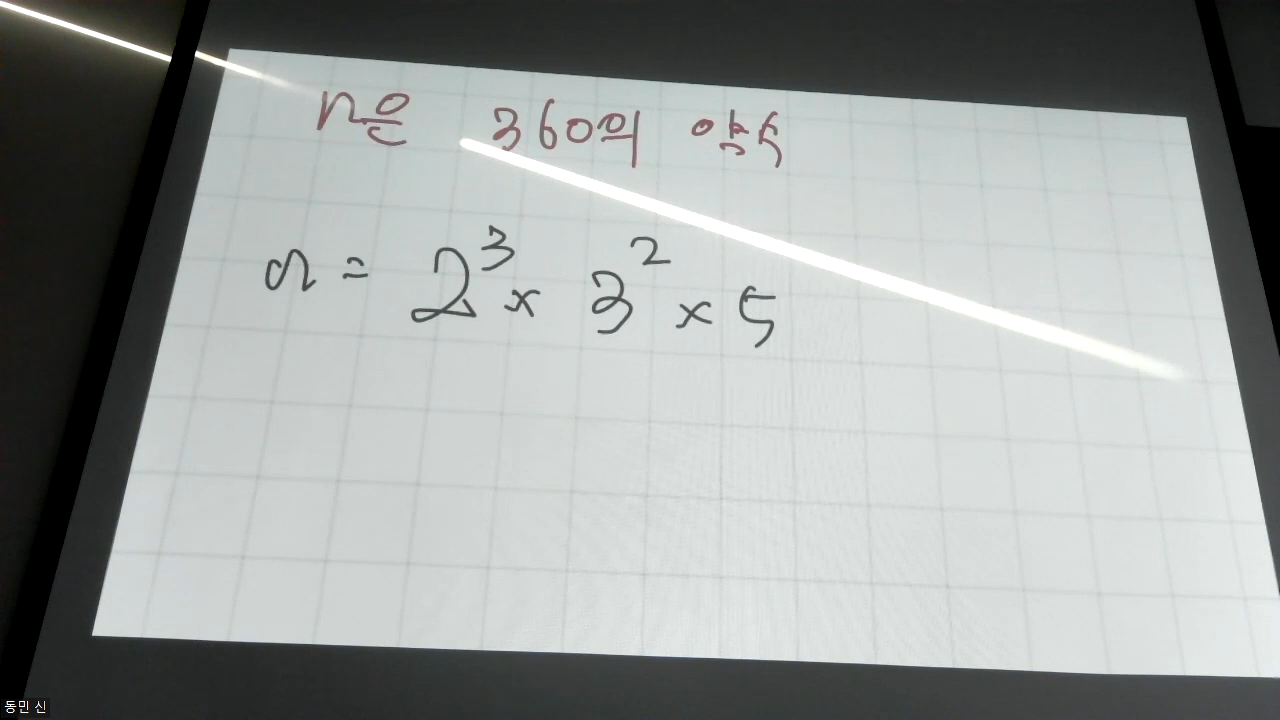 n은 360의 약수
n = 2³ × 3² × 5
동민 신